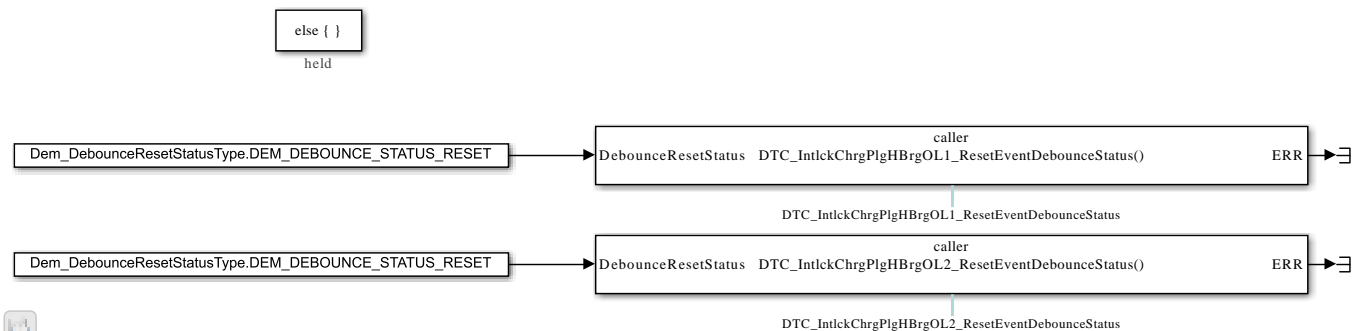 else { }
held
caller
Dem_DebounceResetStatusType.DEM_DEBOUNCE_STATUS_RESET
DebounceResetStatus DTC_IntlckChrgPlgHBrgOL1_ResetEventDebounceStatus() ERR
DTC_IntlckChrgPlgHBrgOL1_ResetEventDebounceStatus
caller
Dem_DebounceResetStatusType.DEM_DEBOUNCE_STATUS_RESET
DebounceResetStatus DTC_IntlckChrgPlgHBrgOL2_ResetEventDebounceStatus() ERR
DTC_IntlckChrgPlgHBrgOL2_ResetEventDebounceStatus